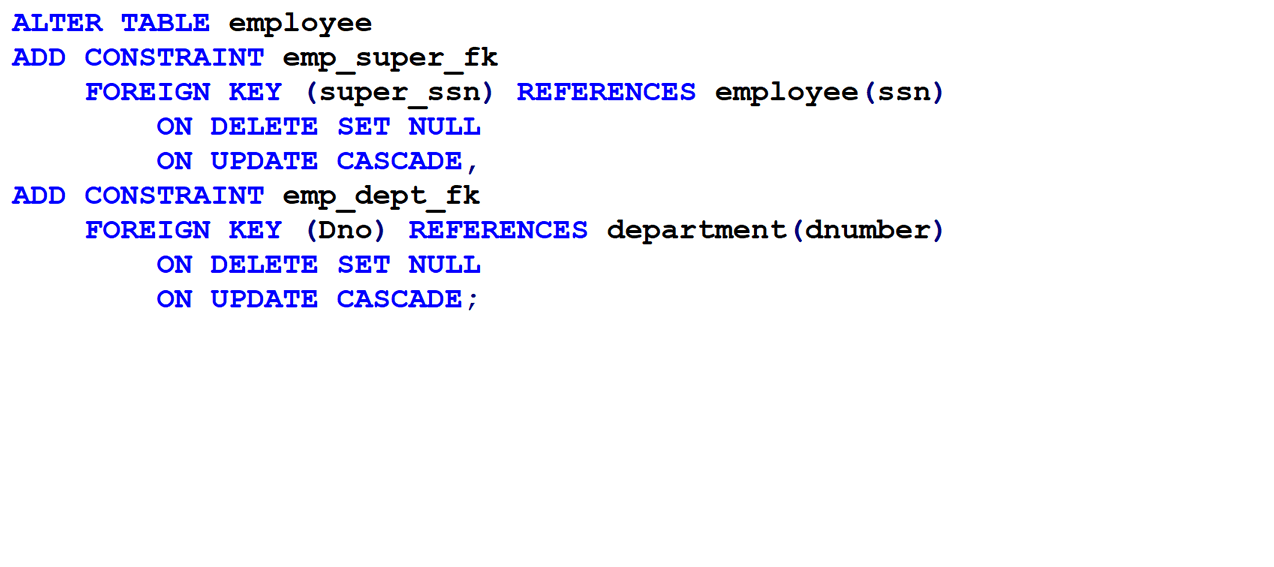 ALTER TABLE employee
ADD CONSTRAINT emp_super_fk
FOREIGN KEY (super_ssn) REFERENCES employee(ssn)
ON DELETE SET NULL
ON UPDATE CASCADE,
ADD CONSTRAINT emp_dept_fk
FOREIGN KEY (Dno) REFERENCES department(dnumber)
ON DELETE SET NULL
ON UPDATE CASCADE;